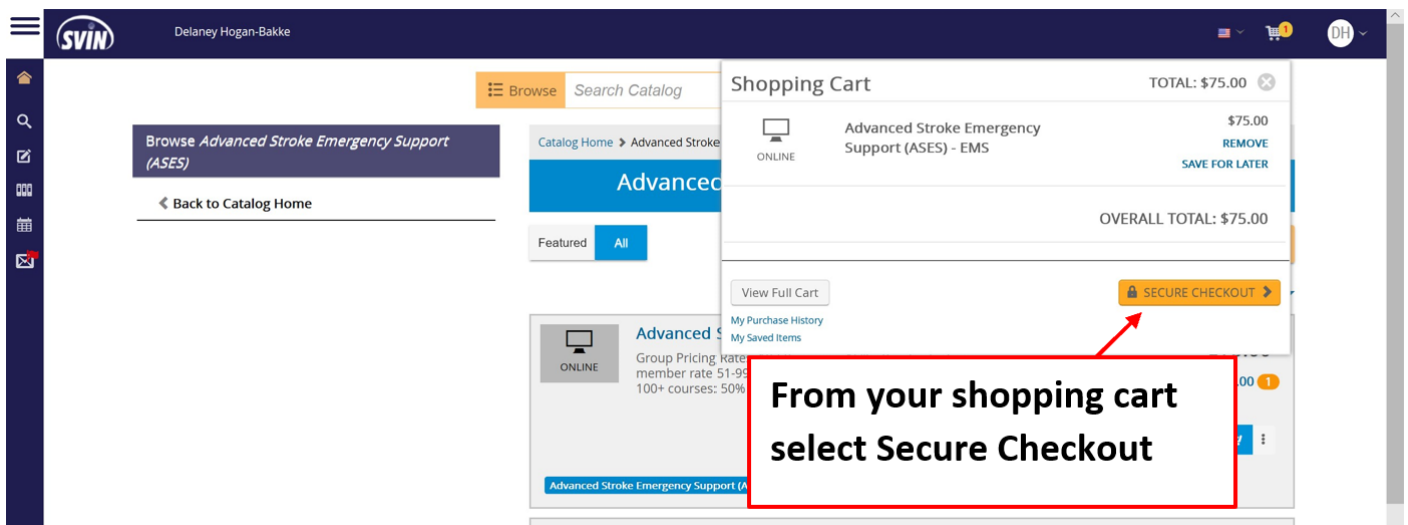 SVIN
Delaney Hogan-Bakke
1
DH
Browse
Search Catalog
Browse Advanced Stroke Emergency Support
(ASES)
Back to Catalog Home
Catalog Home > Advanced Stroke
Advanced
Featured
All
ONLINE
Advanced
Group Pricing
member rate 51-99
100+ courses: 50%
.00 1
Advanced Stroke Emergency Support
Shopping Cart
TOTAL: $75.00
ONLINE
Advanced Stroke Emergency
Support (ASES) - EMS
$75.00
REMOVE
SAVE FOR LATER
OVERALL TOTAL: $75.00
View Full Cart
SECURE CHECKOUT
My Purchase History
My Saved Items
From your shopping cart
select Secure Checkout